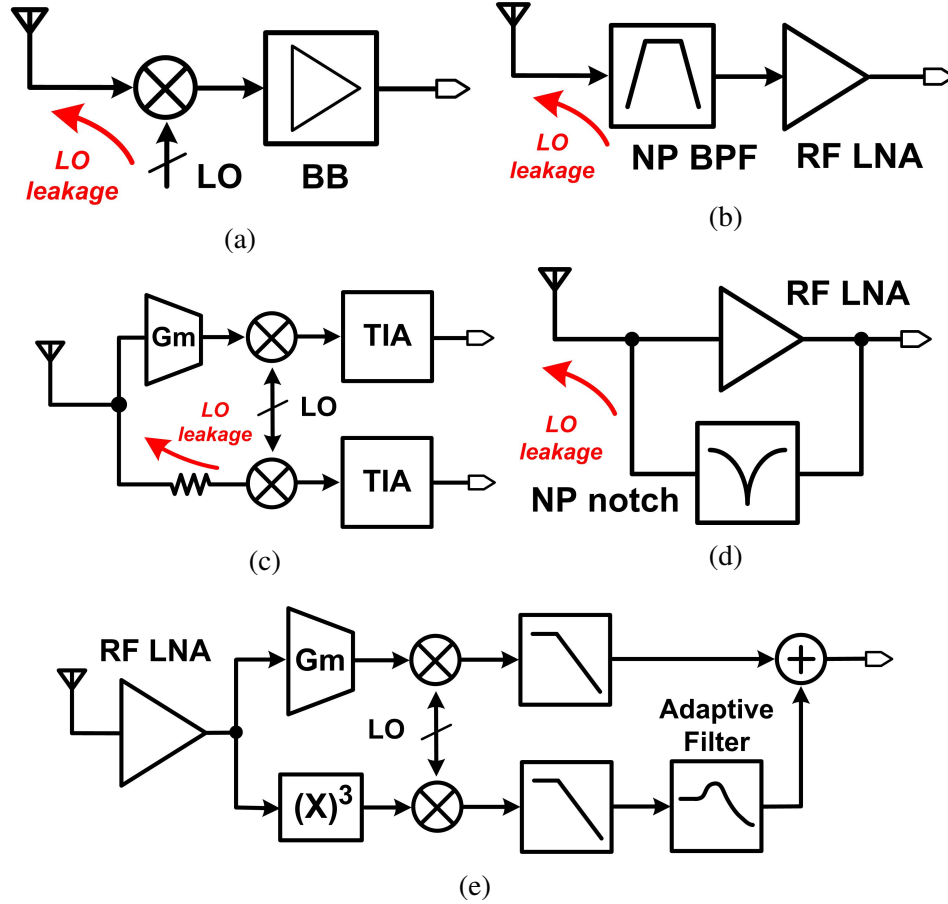 LO
leakage
LO
BB
(a)
LO
leakage
NP BPF
RF LNA
(b)
Gm
TIA
LO
leakage
LO
TIA
(c)
RF LNA
LO
leakage
NP notch
(d)
RF LNA
Gm
LO
Adaptive
Filter
(X)³
(e)